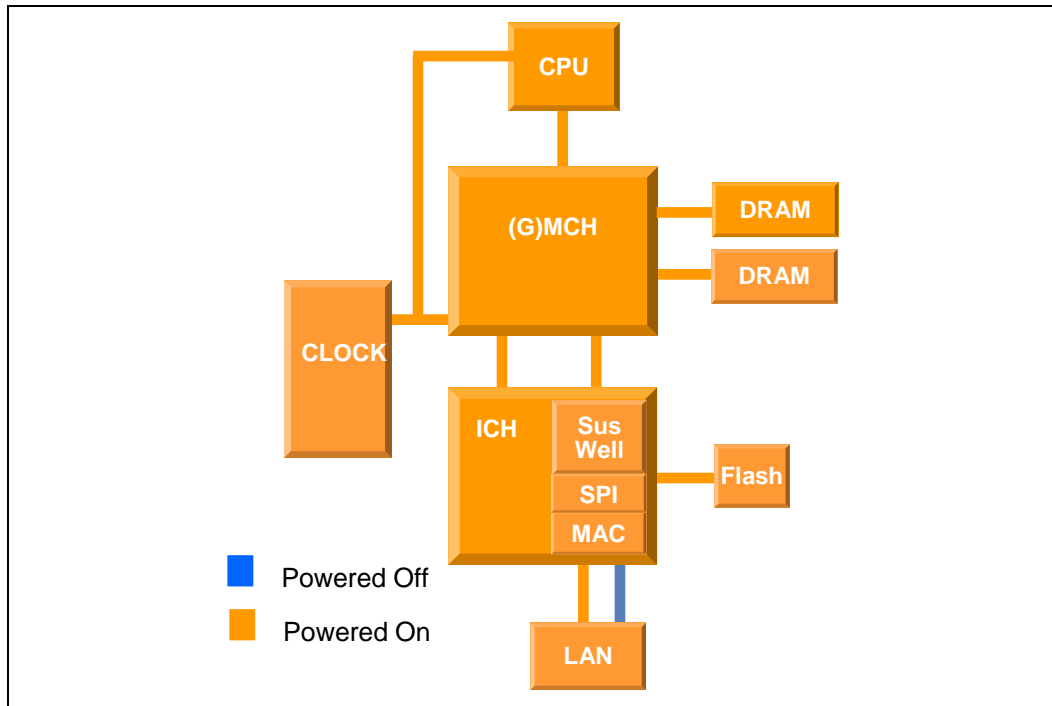 CPU
(G)MCH
DRAM
DRAM
CLOCK
ICH
Sus
Well
SPI
MAC
Flash
Powered Off
Powered On
LAN